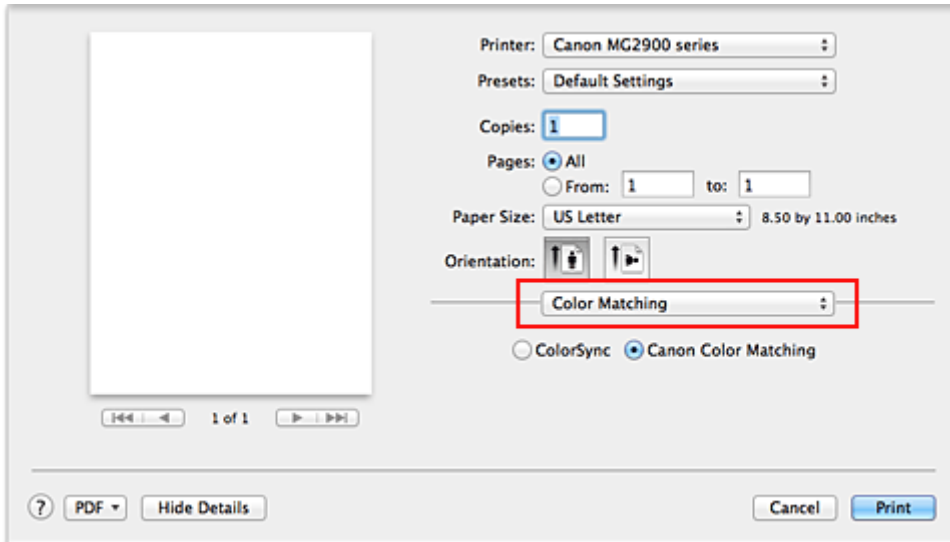 Printer: Canon MG2900 series
Presets: Default Settings
Copies: 1
Pages: All
From: 1 to: 1
Paper Size: US Letter 8.50 by 11.00 inches
Orientation:
Color Matching
ColorSync Canon Color Matching
1 of 1
? PDF Hide Details Cancel Print